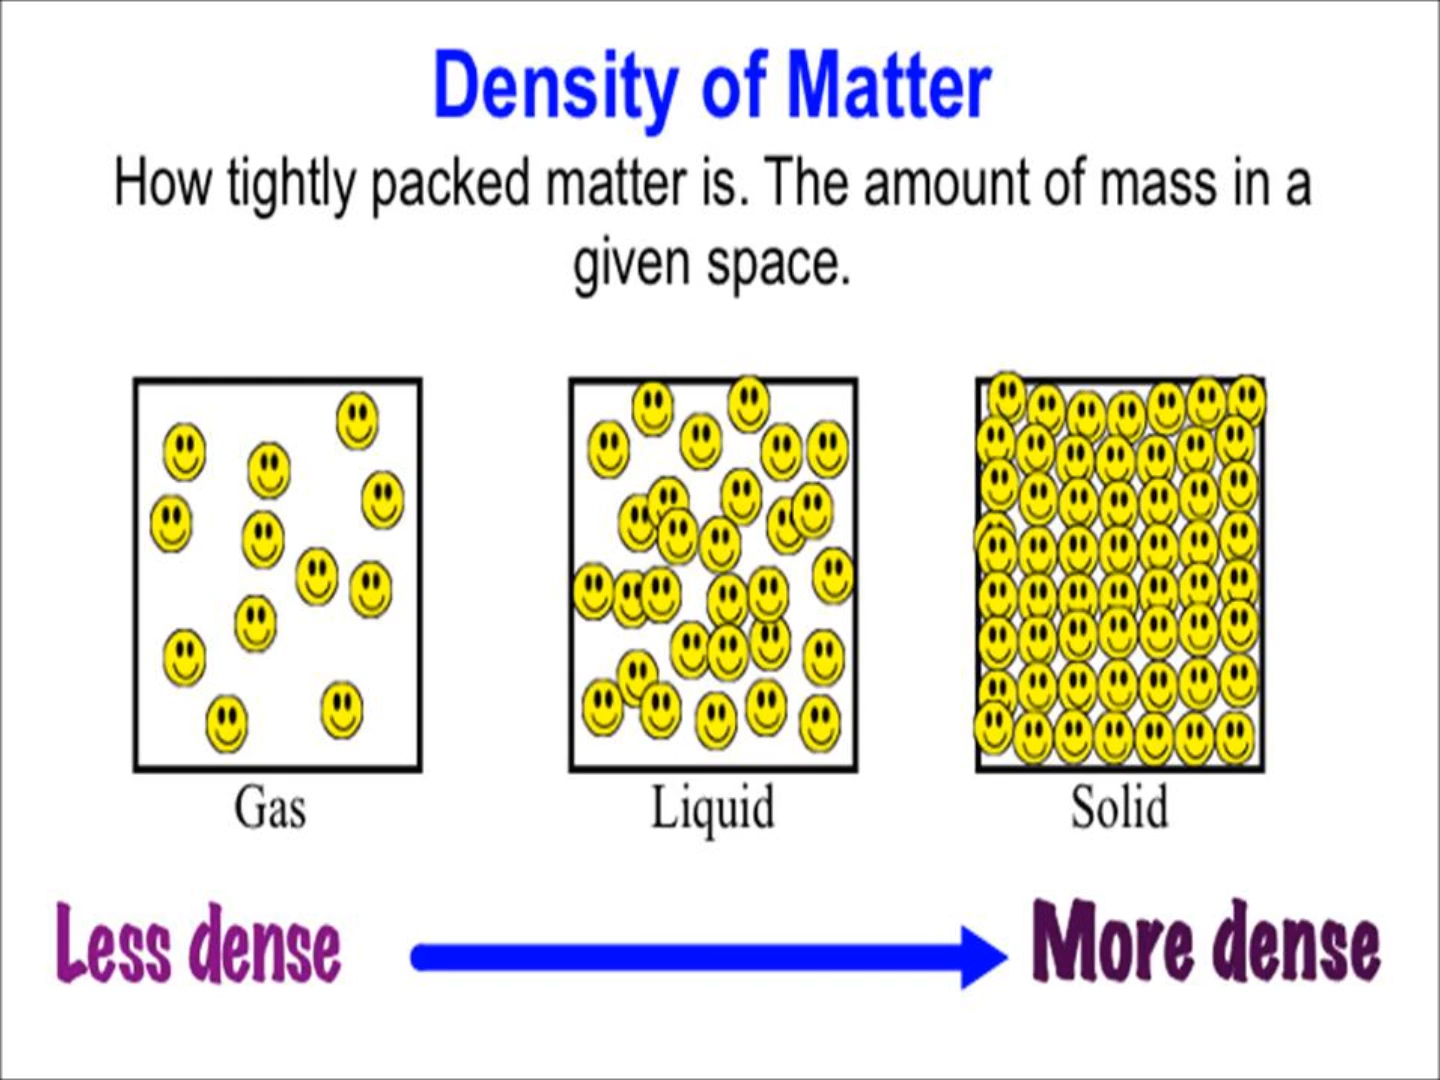 Density of Matter
How tightly packed matter is. The amount of mass in a
given space.
Gas
Liquid
Solid
Less dense
More dense